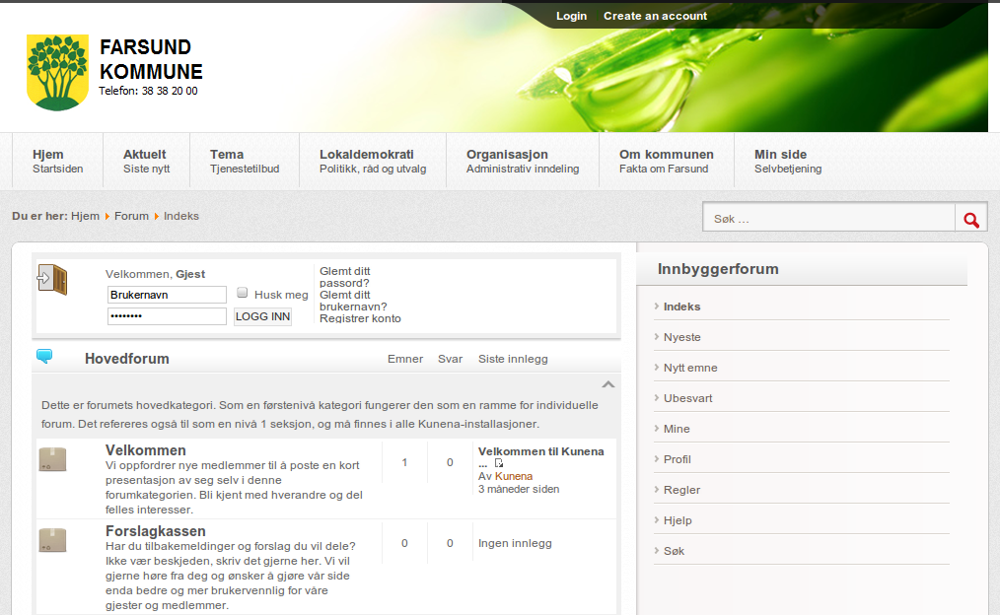 Login Create an account
FARSUND
KOMMUNE
Telefon: 38 38 20 00
Hjem Aktuelt Tema Lokaldemokrati Organisasjon Om kommunen Min side
Startsiden Siste nytt Tjenestetilbud Politikk, råd og utvalg Administrativ inndeling Fakta om Farsund Selvbetjening
Du er her: Hjem Forum Indeks
Søk ...
Velkommen, Gjest
Brukernavn
Husk meg
••••••••
LOGG INN
Glemt ditt
passord?
Glemt ditt
brukernavn?
Registrer konto
Hovedforum Emner Svar Siste innlegg
Dette er forumets hovedkategori. Som en førstenivå kategori fungerer den som en ramme for individuelle
forum. Det refereres også til som en nivå 1 seksjon, og må finnes i alle Kunena-installasjoner.
Velkommen
Vi oppfordrer nye medlemmer til å poste en kort
presentasjon av seg selv i denne
forumkategorien. Bli kjent med hverandre og del
felles interesser.
1 0
Velkommen til Kunena
...
Av Kunena
3 måneder siden
Forslagkassen
Har du tilbakemeldinger og forslag du vil dele?
Ikke vær beskjeden, skriv det gjerne her. Vi vil
gjerne høre fra deg og ønsker å gjøre vår side
enda bedre og mer brukervennlig for våre
gjester og medlemmer.
0 0 Ingen innlegg
Innbyggerforum
Indeks
Nyeste
Nytt emne
Ubesvart
Mine
Profil
Regler
Hjelp
Søk